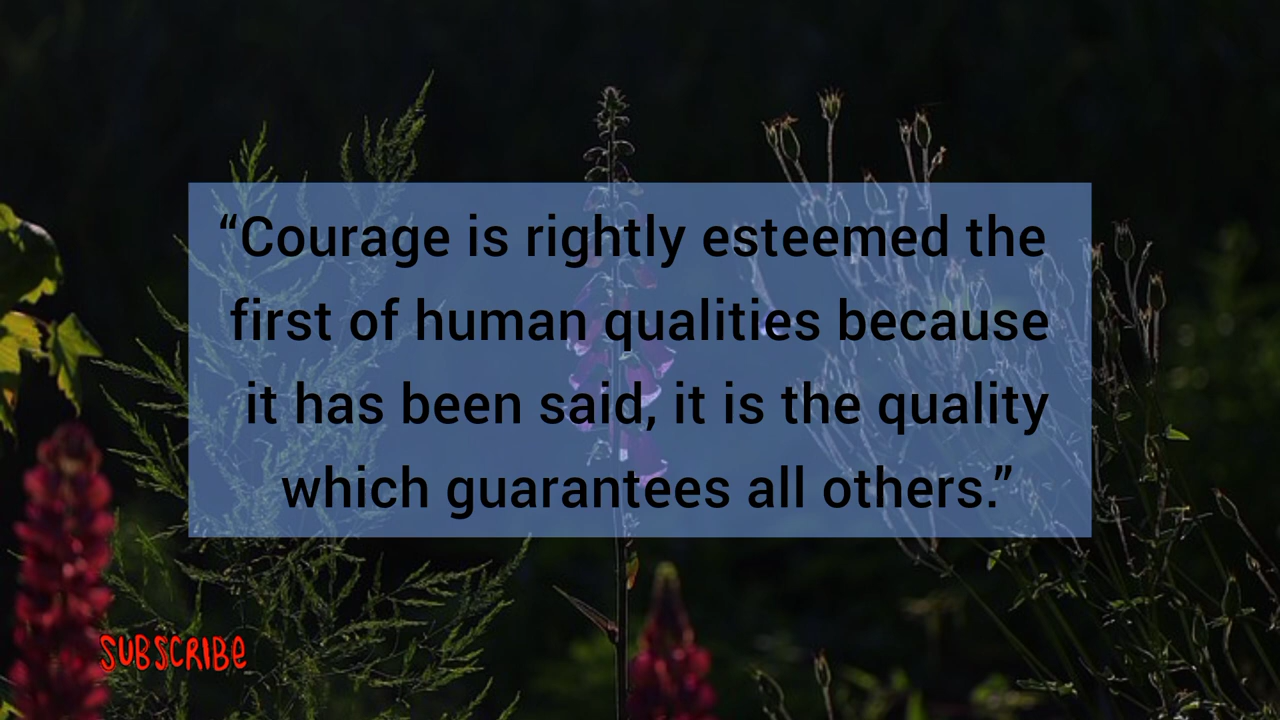 “Courage is rightly esteemed the
first of human qualities because
it has been said, it is the quality
which guarantees all others.”
SUBSCRIBE